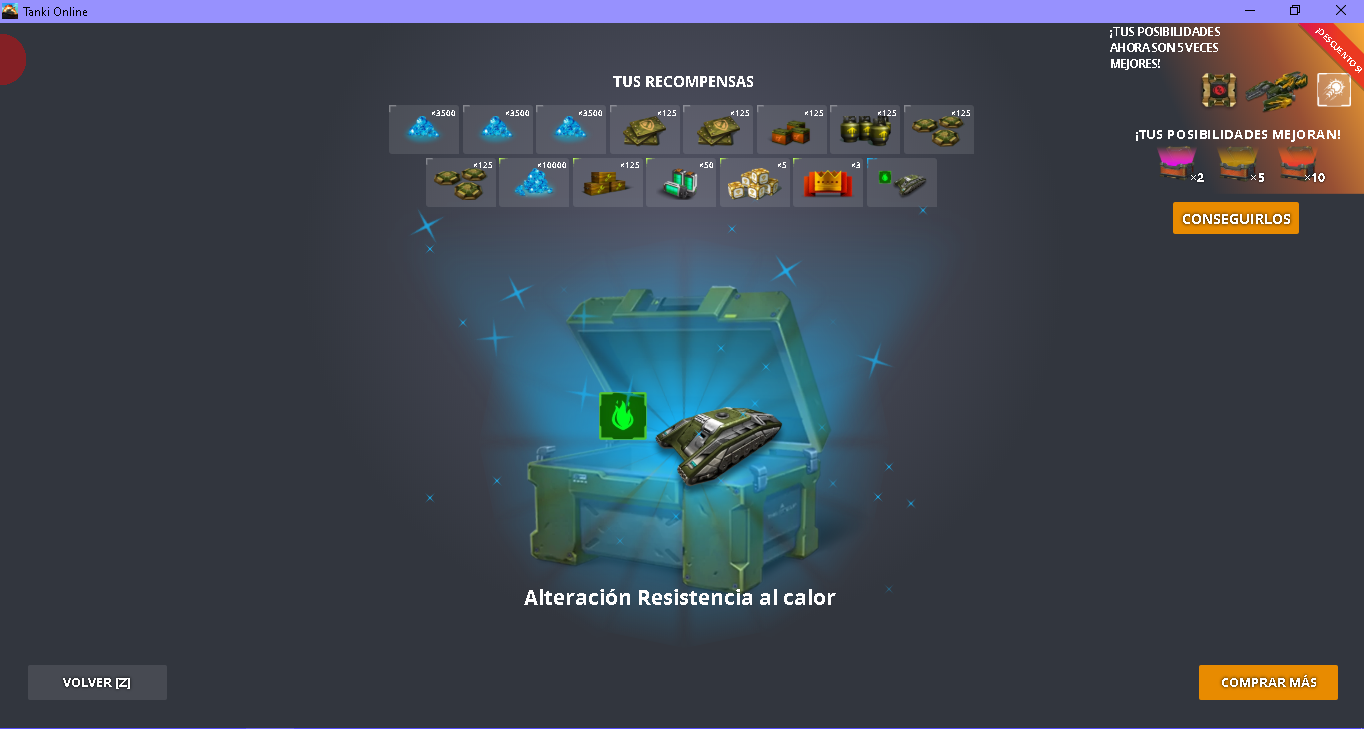 Tanki Online
¡TUS POSIBILIDADES
AHORA SON 5 VECES
MEJORES!
¡DESCUENTOS!
TUS RECOMPENSAS
×3500 ×3500 ×3500 ×125 ×125 ×125 ×125 ×125
×125 ×10000 ×125 ×50 ×5 ×3
¡TUS POSIBILIDADES MEJORAN!
×2 ×5 ×10
CONSEGUIRLOS
Alteración Resistencia al calor
VOLVER [Z]
COMPRAR MÁS